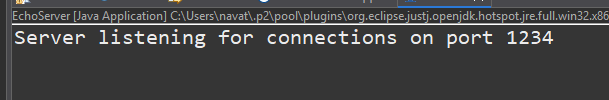 EchoServer [Java Application] C:\Users\navat\.p2\pool\plugins\org.eclipse.justj.openjdk.hotspot.jre.full.win32.x86
Server listening for connections on port 1234